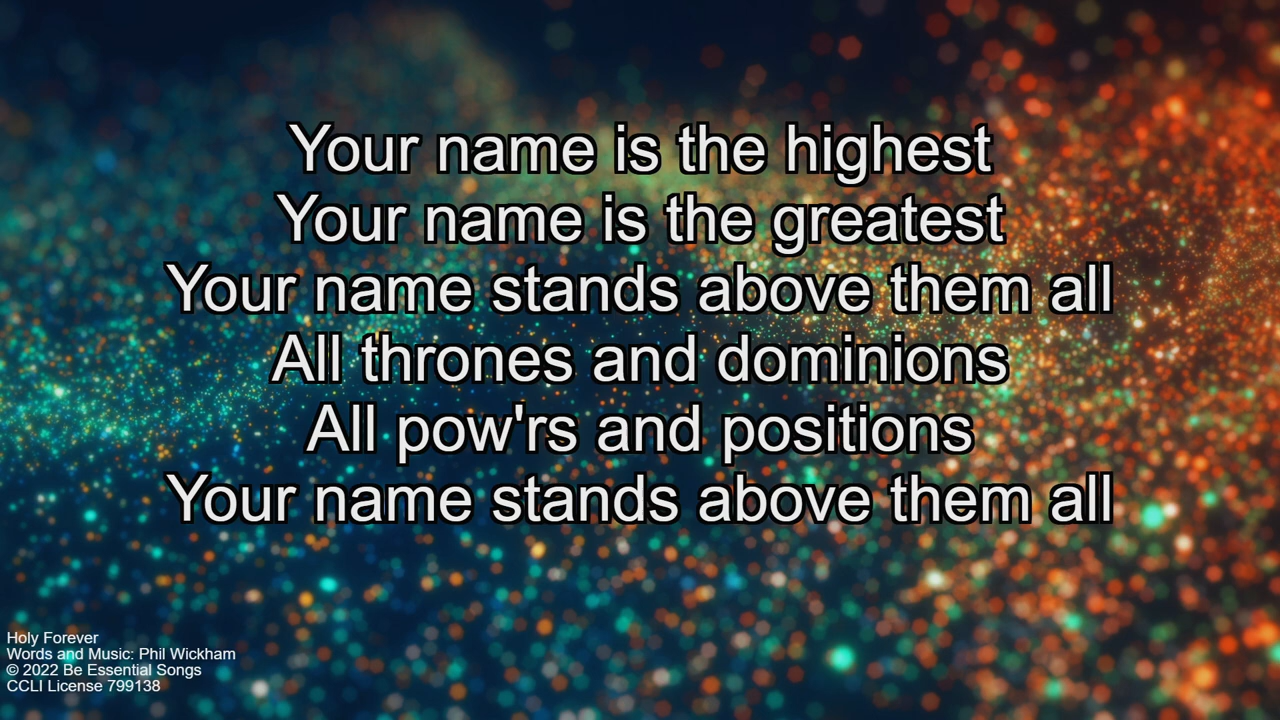 Your name is the highest
Your name is the greatest
Your name stands above them all
All thrones and dominions
All pow'rs and positions
Your name stands above them all
Holy Forever
Words and Music: Phil Wickham
© 2022 Be Essential Songs
CCLI License 799138